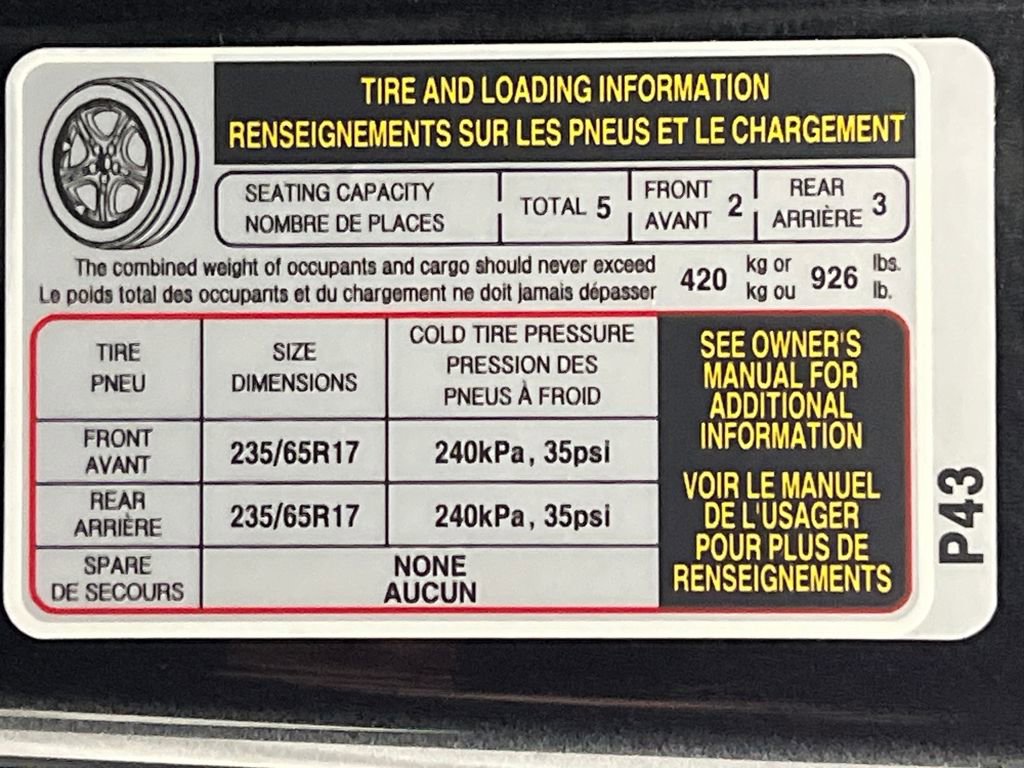 TIRE AND LOADING INFORMATION
RENSEIGNEMENTS SUR LES PNEUS ET LE CHARGEMENT
SEATING CAPACITY
NOMBRE DE PLACES
TOTAL 5
FRONT
AVANT
2
REAR
ARRIÈRE
3
The combined weight of occupants and cargo should never exceed
Le poids total des occupants et du chargement ne doit jamais dépasser
420
kg or
kg ou
926
lbs.
lb.
TIRE
PNEU
SIZE
DIMENSIONS
COLD TIRE PRESSURE
PRESSION DES
PNEUS À FROID
FRONT
AVANT
235/65R17
240kPa, 35psi
REAR
ARRIÈRE
235/65R17
240kPa, 35psi
SPARE
DE SECOURS
NONE
AUCUN
SEE OWNER'S
MANUAL FOR
ADDITIONAL
INFORMATION
VOIR LE MANUEL
DE L'USAGER
POUR PLUS DE
RENSEIGNEMENTS
P43